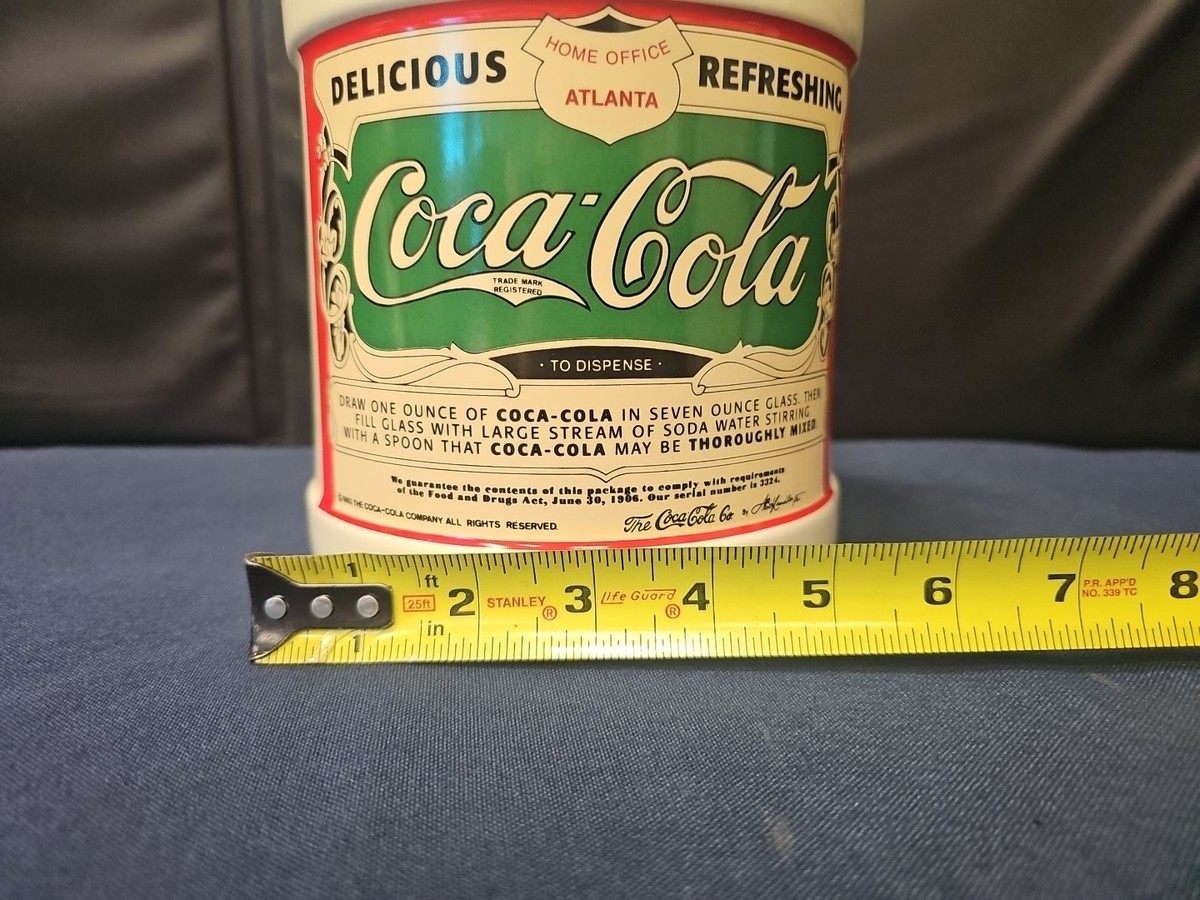 HOME OFFICE
DELICIOUS
REFRESHING
ATLANTA
Coca-Cola
TRADE MARK
REGISTERED
· TO DISPENSE ·
DRAW ONE OUNCE OF COCA-COLA IN SEVEN OUNCE GLASS. THEN
FILL GLASS WITH LARGE STREAM OF SODA WATER STIRRING
WITH A SPOON THAT COCA-COLA MAY BE THOROUGHLY MIXED.
We guarantee the contents of this package to comply with requirements
of the Food and Drugs Act, June 30, 1906. Our serial number is 3324.
THE COCA-COLA COMPANY ALL RIGHTS RESERVED.
The Coca-Cola Co. By
1 ft 25ft 2 STANLEY® 3 Life Guard® 4 5 6 7 P.R. APP'D 8
NO. 339 TC
1 in